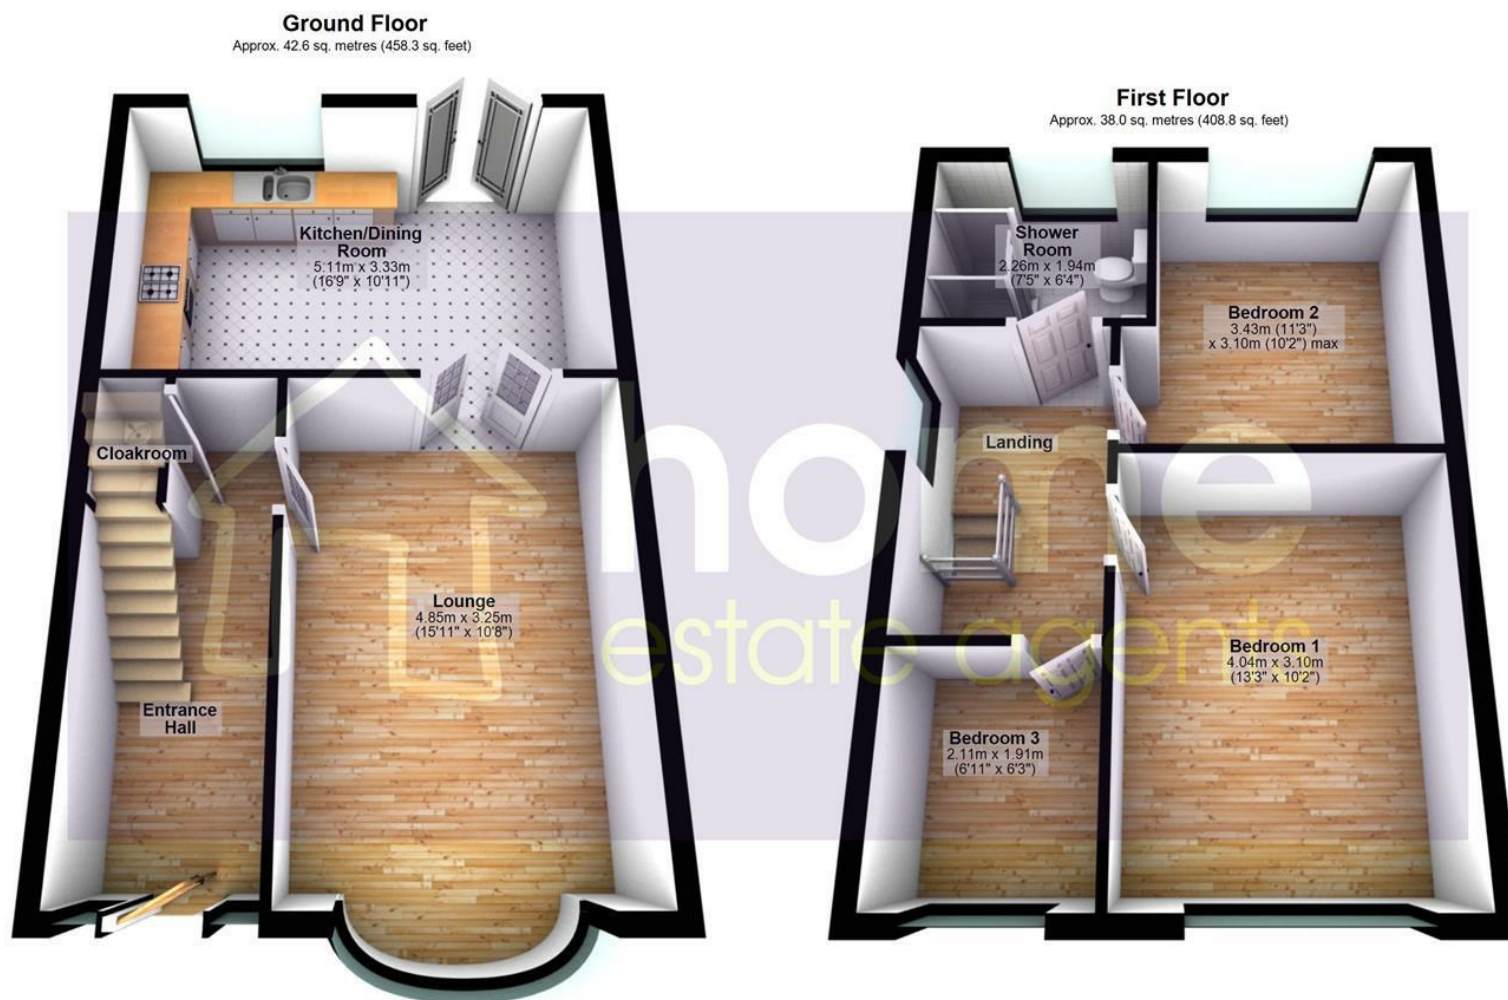 Ground Floor
Approx. 42.6 sq. metres (458.3 sq. feet)
Kitchen/Dining
Room
5.11m x 3.33m
(16'9" x 10'11")
Cloakroom
Lounge
4.85m x 3.25m
(15'11" x 10'8")
Entrance
Hall
First Floor
Approx. 38.0 sq. metres (408.8 sq. feet)
Shower
Room
2.26m x 1.94m
(7'5" x 6'4")
Bedroom 2
3.43m (11'3")
x 3.10m (10'2") max
Landing
Bedroom 1
4.04m x 3.10m
(13'3" x 10'2")
Bedroom 3
2.11m x 1.91m
(6'11" x 6'3")
home
estate agents